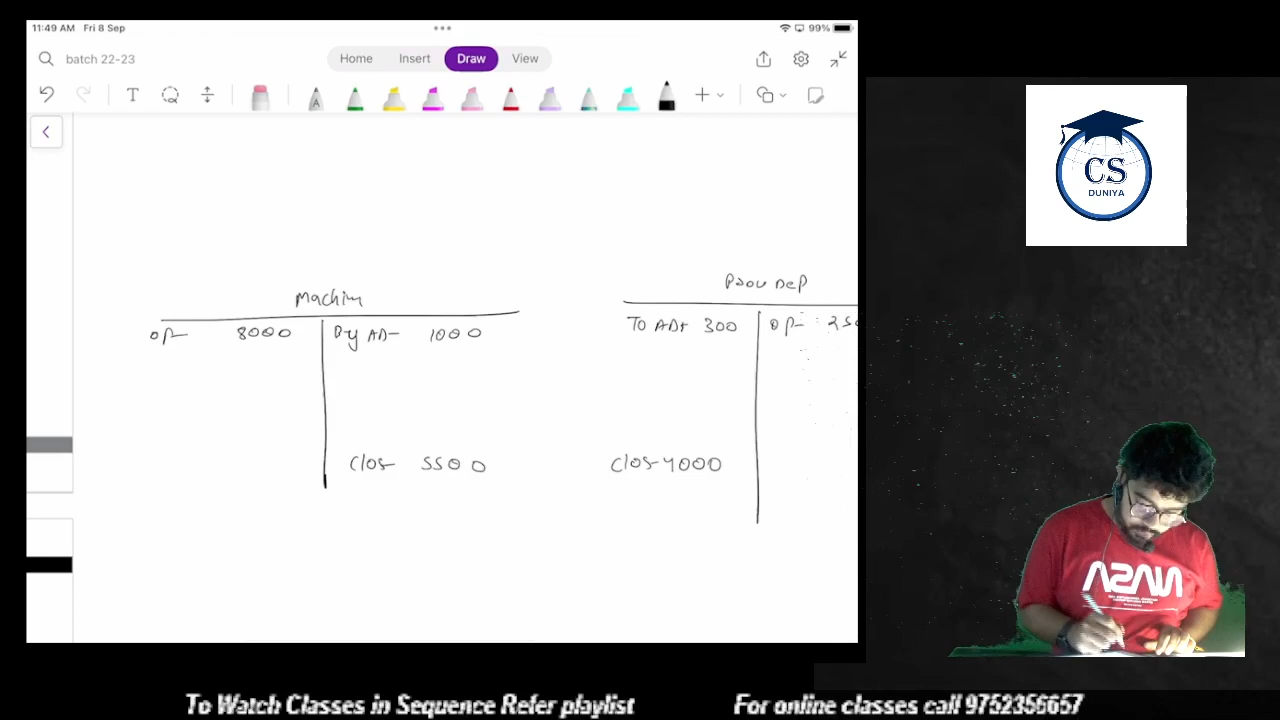 11:49 AM Fri 8 Sep
99%
batch 22-23
Home Insert Draw View
T
A
CS
DUNIYA
Machin
Prov Dep
OP 8000 By AD 1000
To AD 300 OP
Clos 5500
Clos 4000
NASA
To Watch Classes in Sequence Refer playlist
For online classes call 9752356657